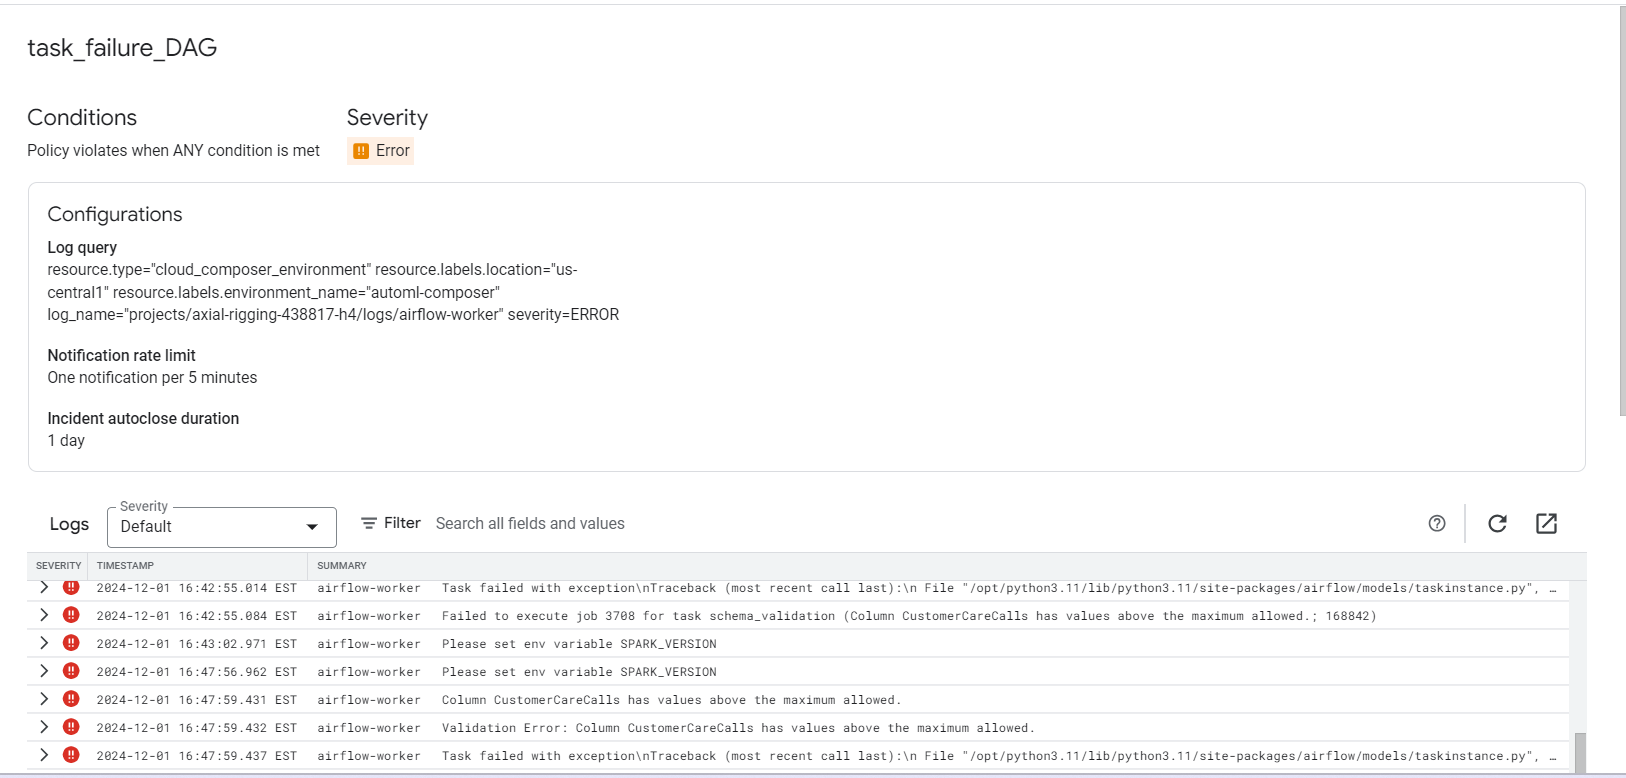 task_failure_DAG
Conditions
Severity
Policy violates when ANY condition is met
Error
Configurations
Log query
resource.type="cloud_composer_environment" resource.labels.location="us-
central1" resource.labels.environment_name="automl-composer"
log_name="projects/axial-rigging-438817-h4/logs/airflow-worker" severity=ERROR
Notification rate limit
One notification per 5 minutes
Incident autoclose duration
1 day
Logs
Severity
Default
Filter
Search all fields and values
SEVERITY TIMESTAMP SUMMARY
2024-12-01 16:42:55.014 EST airflow-worker Task failed with exception\nTraceback (most recent call last):\n File "/opt/python3.11/lib/python3.11/site-packages/airflow/models/taskinstance.py", …
2024-12-01 16:42:55.084 EST airflow-worker Failed to execute job 3708 for task schema_validation (Column CustomerCareCalls has values above the maximum allowed.; 168842)
2024-12-01 16:43:02.971 EST airflow-worker Please set env variable SPARK_VERSION
2024-12-01 16:47:56.962 EST airflow-worker Please set env variable SPARK_VERSION
2024-12-01 16:47:59.431 EST airflow-worker Column CustomerCareCalls has values above the maximum allowed.
2024-12-01 16:47:59.432 EST airflow-worker Validation Error: Column CustomerCareCalls has values above the maximum allowed.
2024-12-01 16:47:59.437 EST airflow-worker Task failed with exception\nTraceback (most recent call last):\n File "/opt/python3.11/lib/python3.11/site-packages/airflow/models/taskinstance.py", …